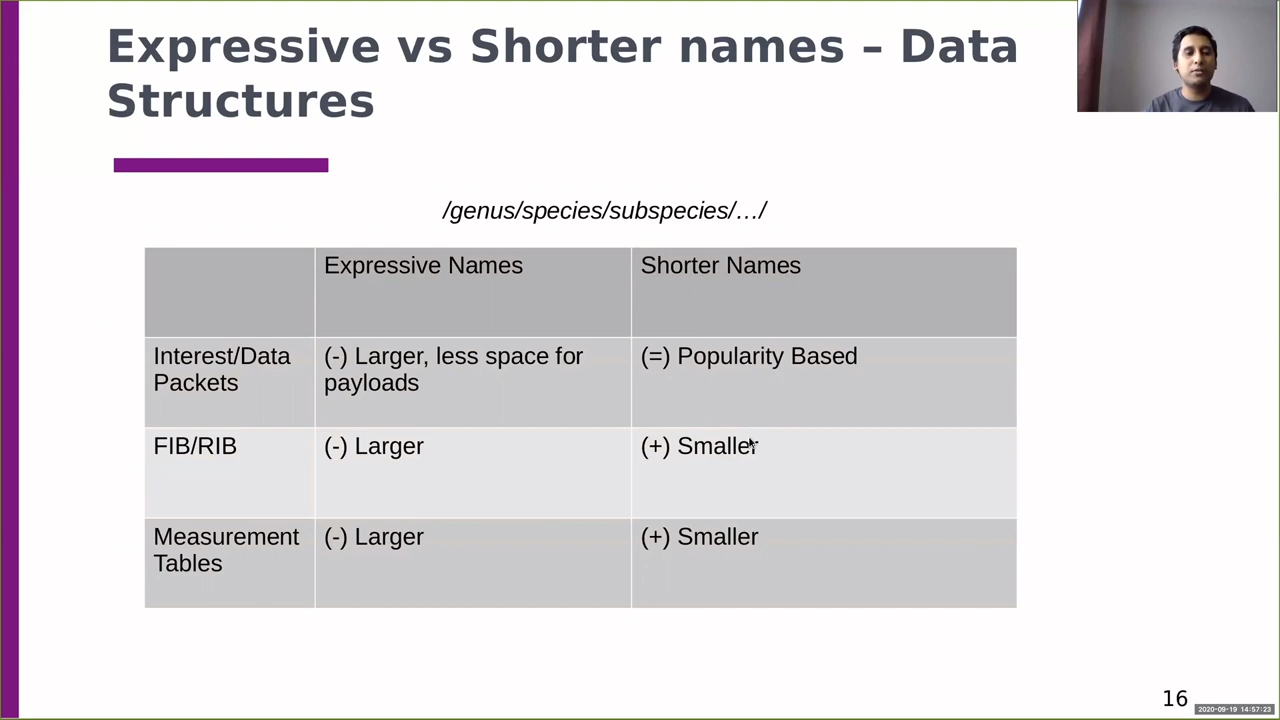 Expressive vs Shorter names – Data
Structures
/genus/species/subspecies/…/
Expressive Names
Shorter Names
Interest/Data
Packets
(-) Larger, less space for
payloads
(=) Popularity Based
FIB/RIB
(-) Larger
(+) Smaller
Measurement
Tables
(-) Larger
(+) Smaller
16
2020-09-19 14:57:23